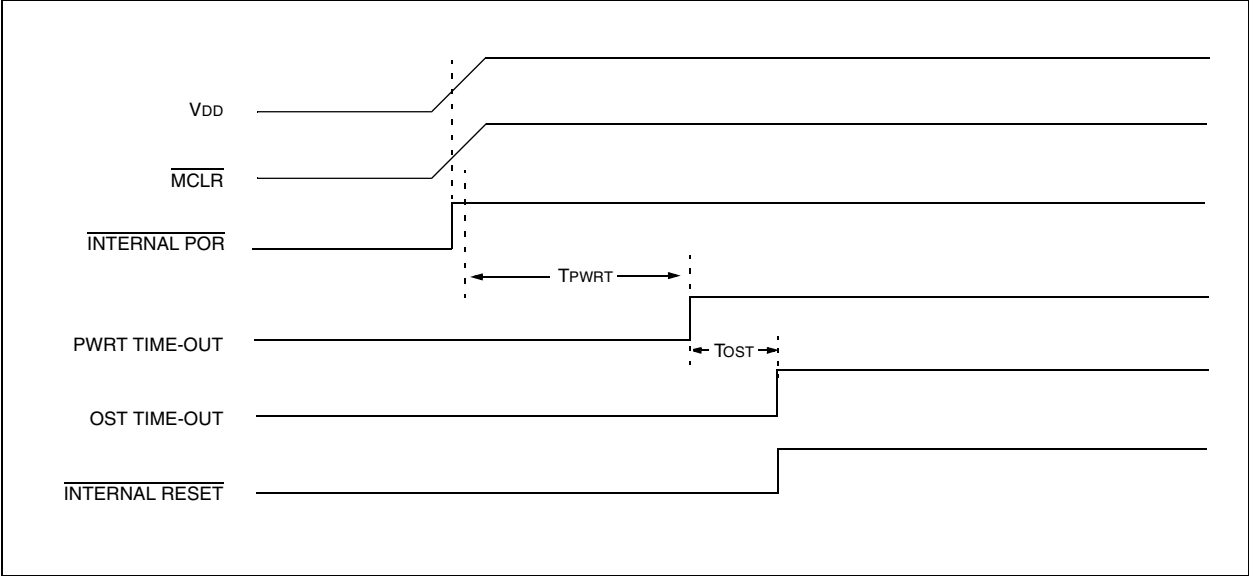 VDD
MCLR
INTERNAL POR
TPWRT
PWRT TIME-OUT
TOST
OST TIME-OUT
INTERNAL RESET